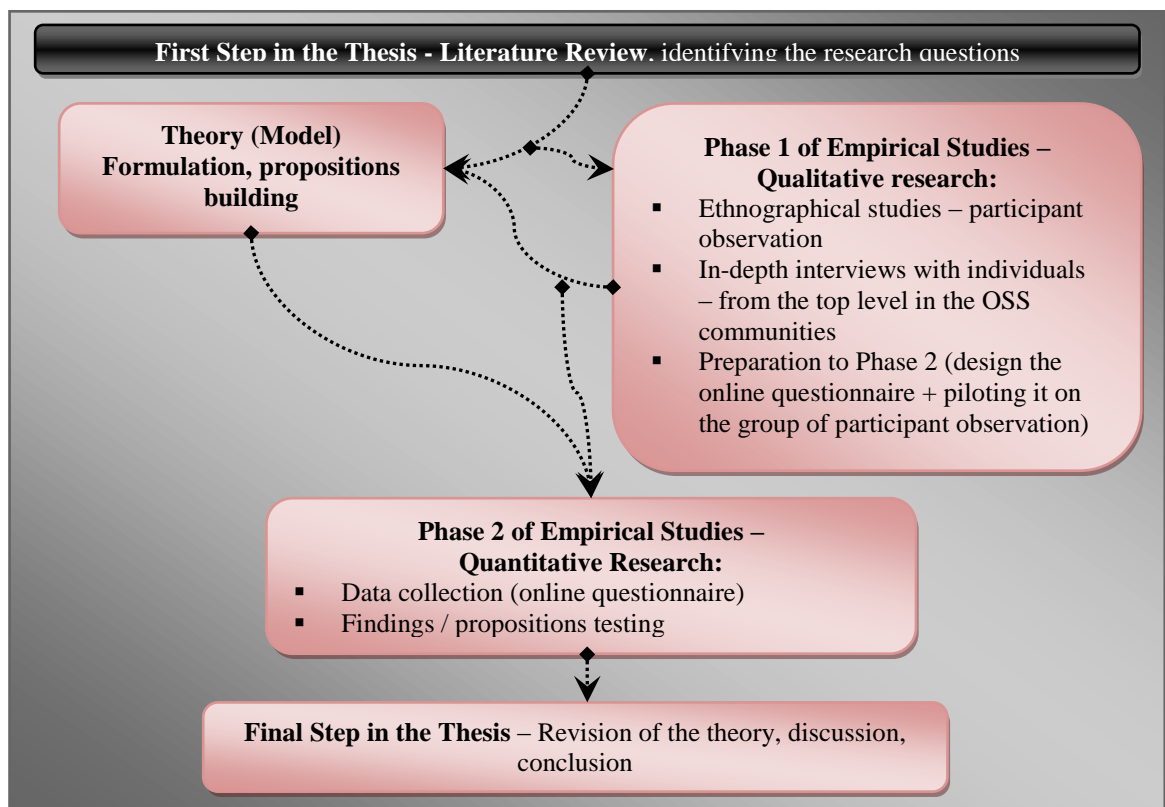 First Step in the Thesis - Literature Review, identifying the research questions
Theory (Model)
Formulation, propositions
building
Phase 1 of Empirical Studies –
Qualitative research:
▪ Ethnographical studies – participant
observation
▪ In-depth interviews with individuals
– from the top level in the OSS
communities
▪ Preparation to Phase 2 (design the
online questionnaire + piloting it on
the group of participant observation)
Phase 2 of Empirical Studies –
Quantitative Research:
▪ Data collection (online questionnaire)
▪ Findings / propositions testing
Final Step in the Thesis – Revision of the theory, discussion,
conclusion